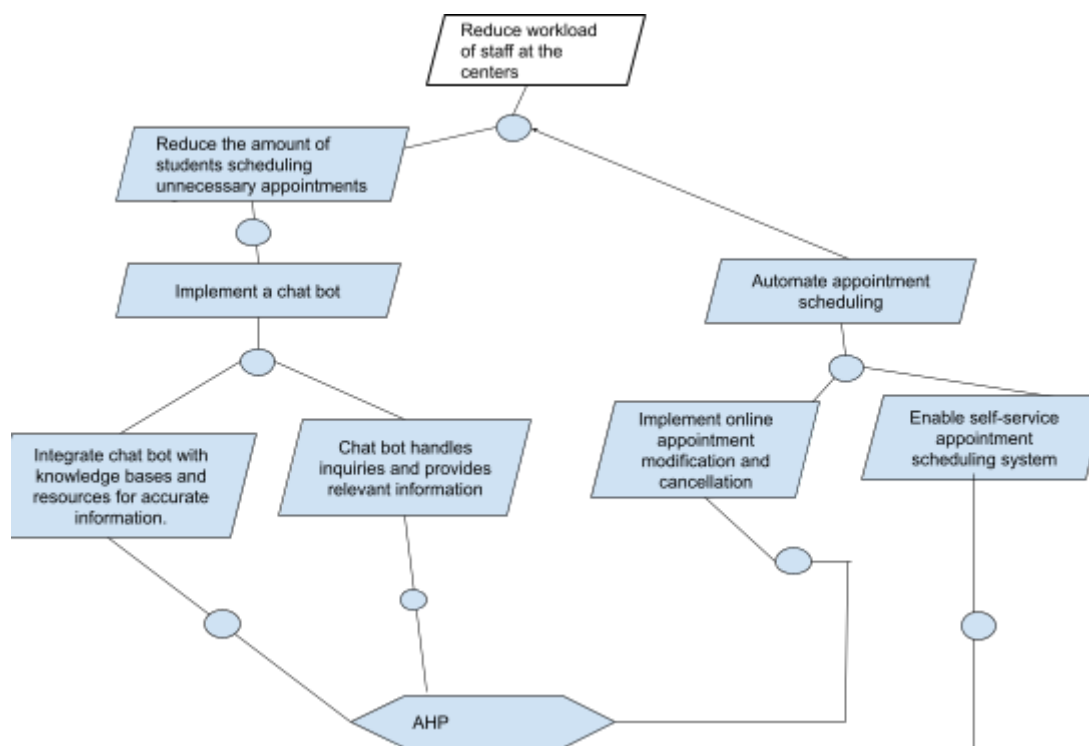 Reduce workload
of staff at the
centers
Reduce the amount of
students scheduling
unnecessary appointments
Implement a chat bot
Automate appointment
scheduling
Integrate chat bot with
knowledge bases and
resources for accurate
information.
Chat bot handles
inquiries and provides
relevant information
Implement online
appointment
modification and
cancellation
Enable self-service
appointment
scheduling system
AHP